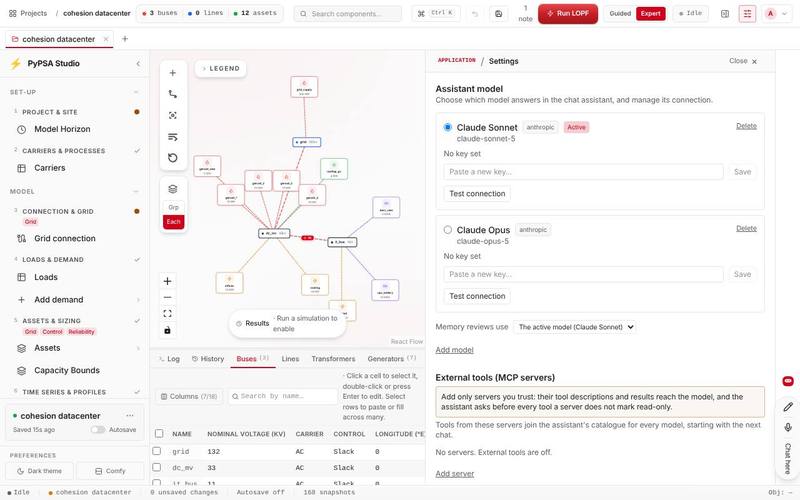 Projects / cohesion datacenter 3 buses 0 lines 12 assets Search components... Ctrl K 1 note Run LOPF Guided Expert Idle A
cohesion datacenter × +
PyPSA Studio
SET-UP
1 PROJECT & SITE
Model Horizon
2 CARRIERS & PROCESSES
Carriers
MODEL
3 CONNECTION & GRID
Grid
Grid connection
4 LOADS & DEMAND
Loads
Add demand
5 ASSETS & SIZING
Grid Control Reliability
Assets
Capacity Bounds
6 TIME SERIES & PROFILES
cohesion datacenter ...
Saved 15s ago Autosave
PREFERENCES
Dark theme Comfy
LEGEND
Grp
Each
grid
dc_mv
it_bus
Results · Run a simulation to enable
React Flow
Log History Buses (3) Lines Transformers Generators (7)
Columns (7/18) Search by name...
· Click a cell to select it,
double-click or press
Enter to edit. Select
rows to paste or fill
across many.
NAME NOMINAL VOLTAGE (KV) CARRIER CONTROL LONGITUDE (°E)
grid 132 AC Slack 0
dc_mv 33 AC Slack 0
it_bus 11 AC Slack 0
APPLICATION / Settings Close ×
Assistant model
Choose which model answers in the chat assistant, and manage its connection.
Claude Sonnet anthropic Active Delete
claude-sonnet-5
No key set
Paste a new key... Save
Test connection
Claude Opus anthropic Delete
claude-opus-5
No key set
Paste a new key... Save
Test connection
Memory reviews use The active model (Claude Sonnet)
Add model
External tools (MCP servers)
Add only servers you trust: their tool descriptions and results reach the model, and the
assistant asks before every tool a server does not mark read-only.
Tools from these servers join the assistant's catalogue for every model, starting with the next
chat.
No servers. External tools are off.
Add server
Chat here
Idle cohesion datacenter 0 unsaved changes Autosave off 168 snapshots Obj: —